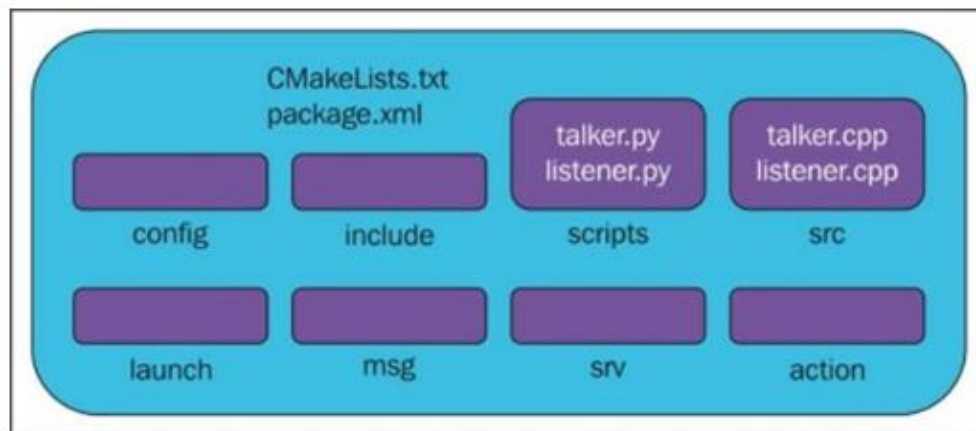 CMakeLists.txt
package.xml
talker.py
listener.py
talker.cpp
listener.cpp
config
include
scripts
src
launch
msg
srv
action